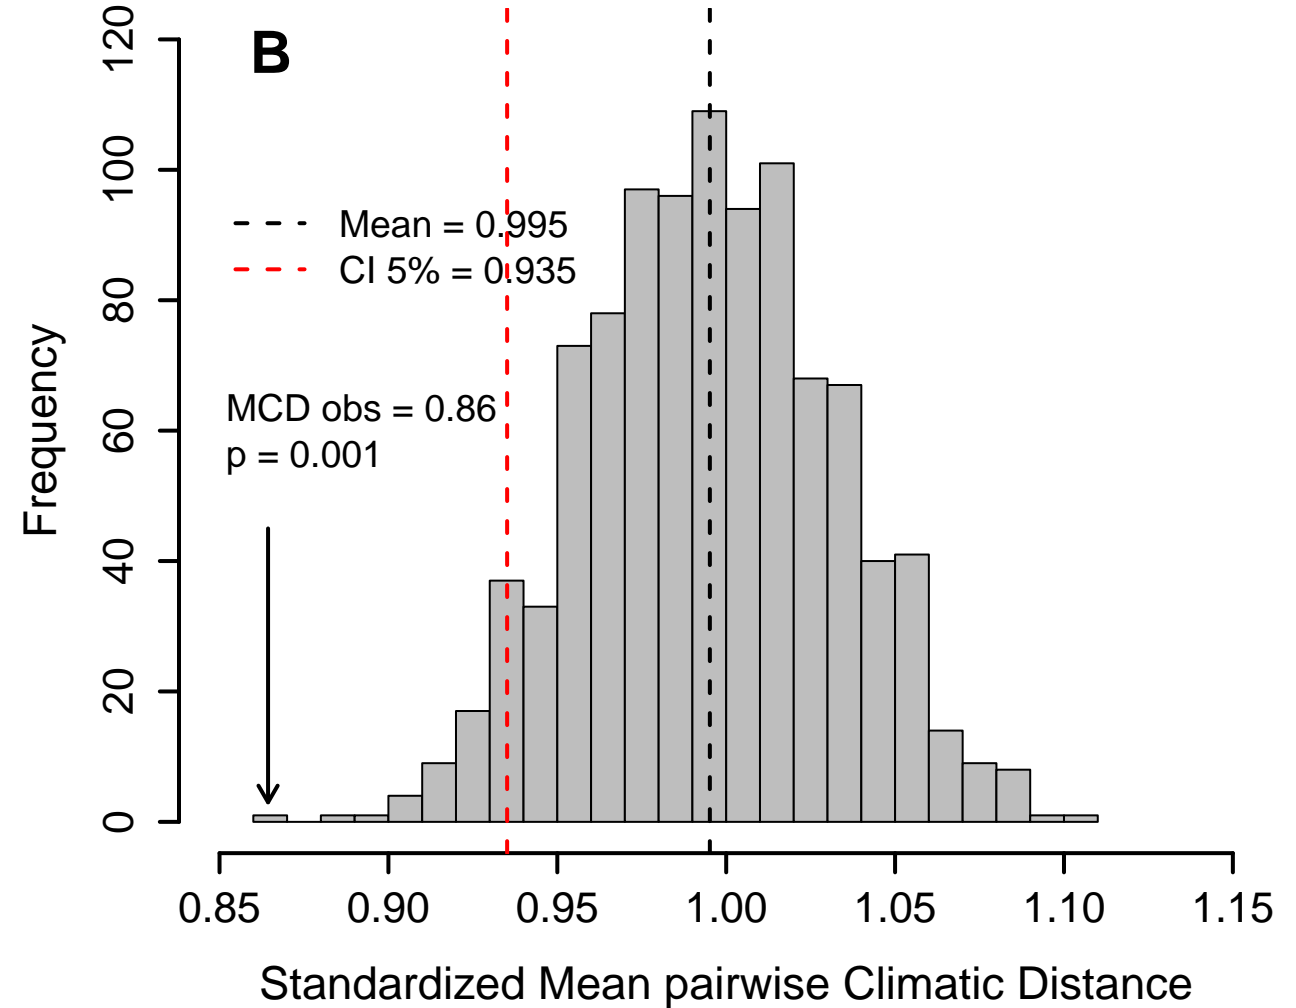 B
Mean = 0.995
CI 5% = 0.935
MCD obs = 0.86
p = 0.001
Frequency
120
100
80
60
40
20
0
0.85 0.90 0.95 1.00 1.05 1.10 1.15
Standardized Mean pairwise Climatic Distance